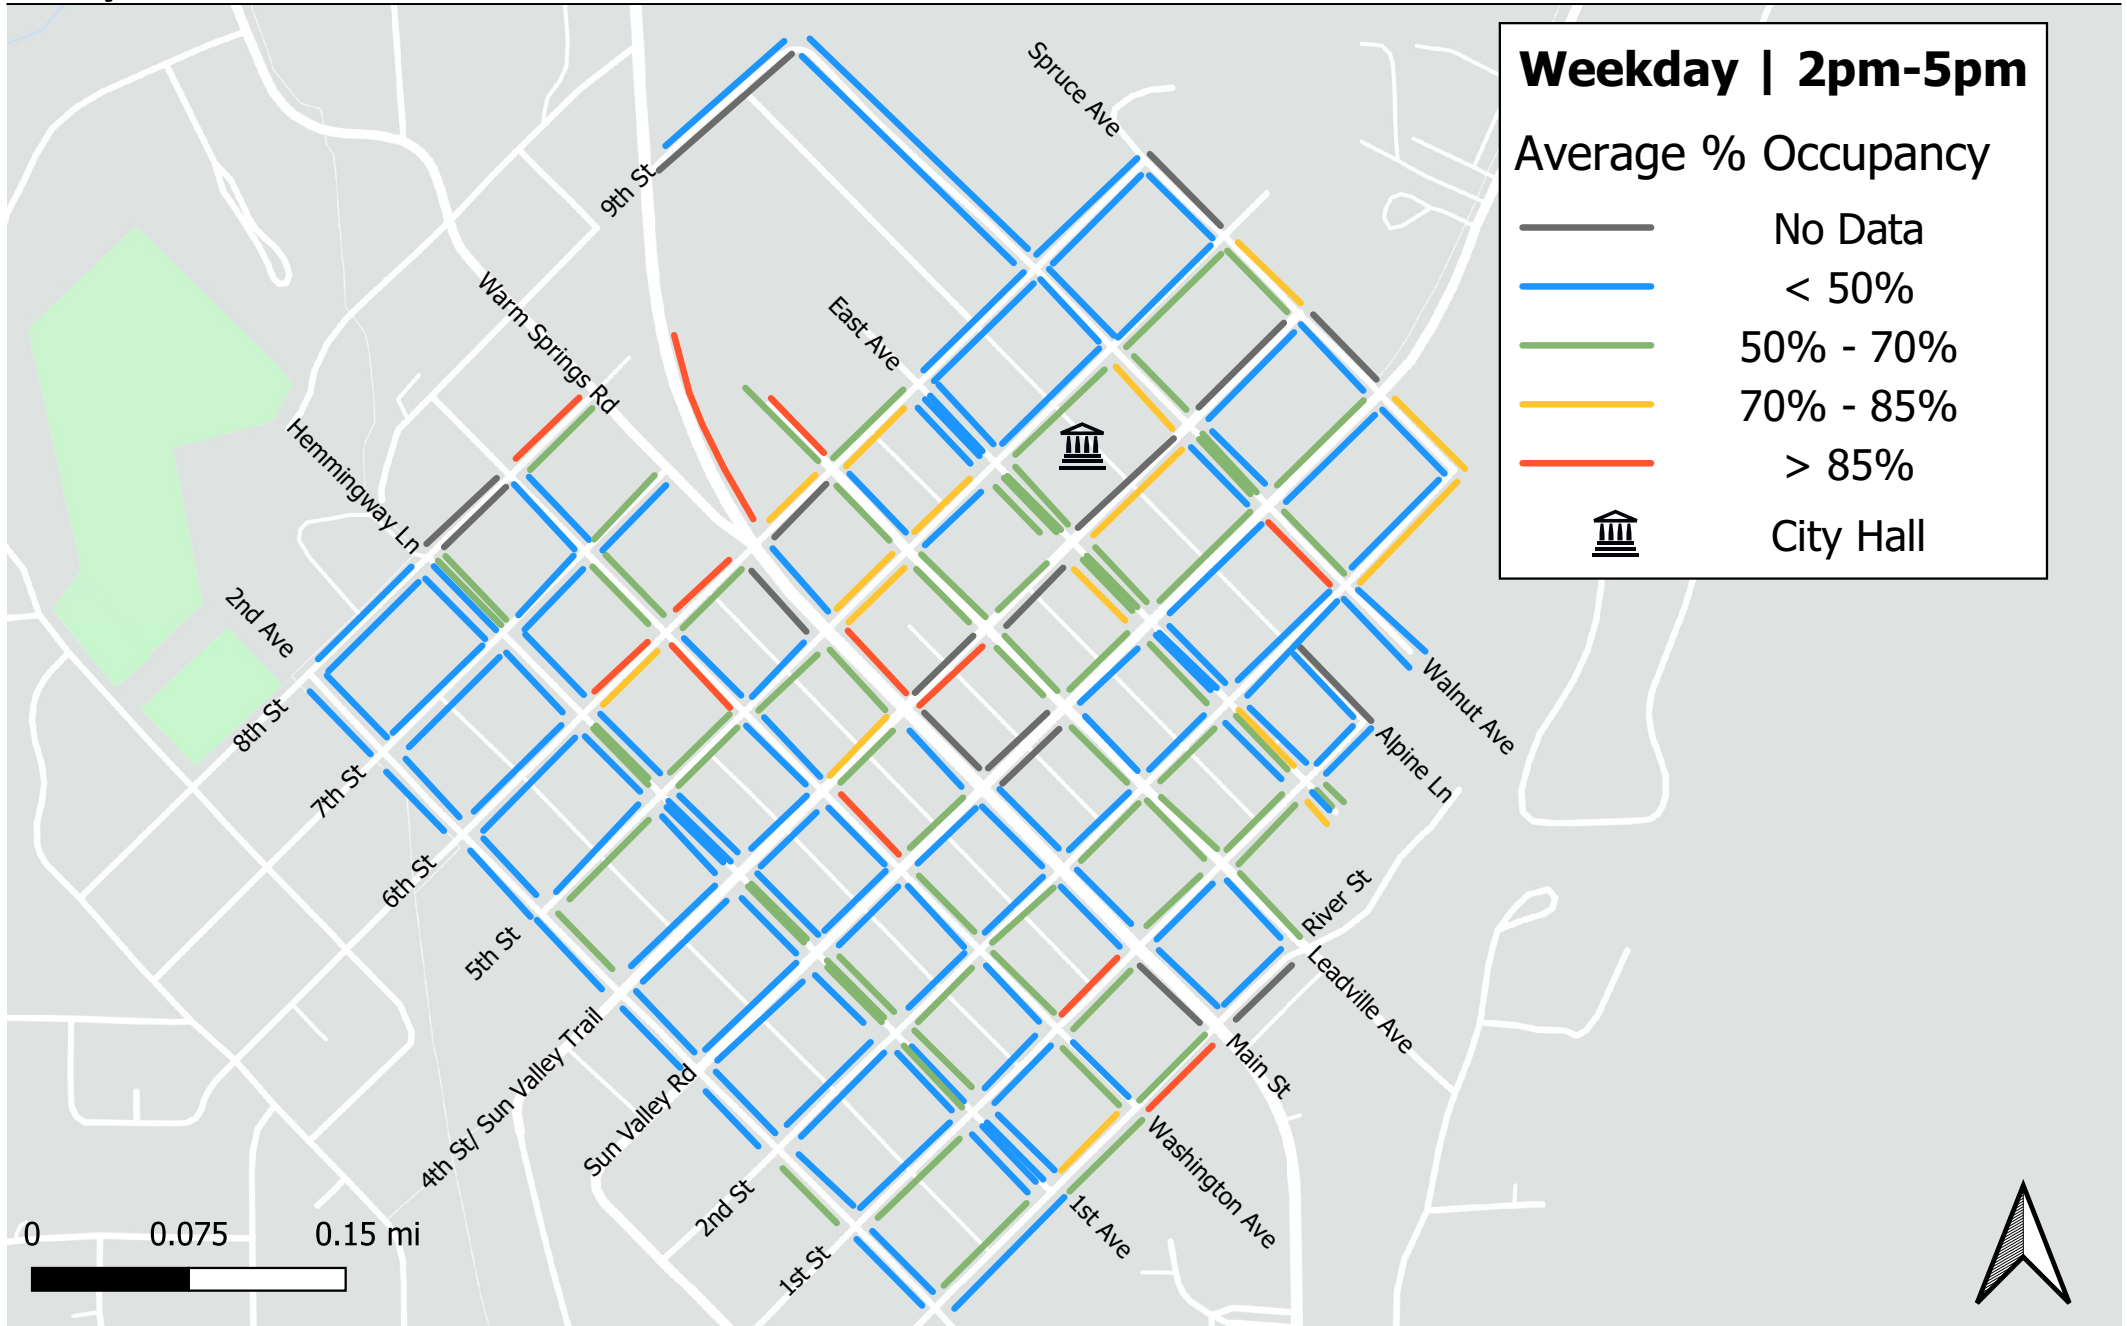 Weekday | 2pm-5pm
Average % Occupancy
No Data
< 50%
50% - 70%
70% - 85%
> 85%
City Hall
Spruce Ave
9th St
East Ave
Warm Springs Rd
Hemmingway Ln
2nd Ave
8th St
7th St
6th St
5th St
4th St/ Sun Valley Trail
Sun Valley Rd
2nd St
1st St
Walnut Ave
Alpine Ln
River St
Leadville Ave
Main St
Washington Ave
1st Ave
0 0.075 0.15 mi